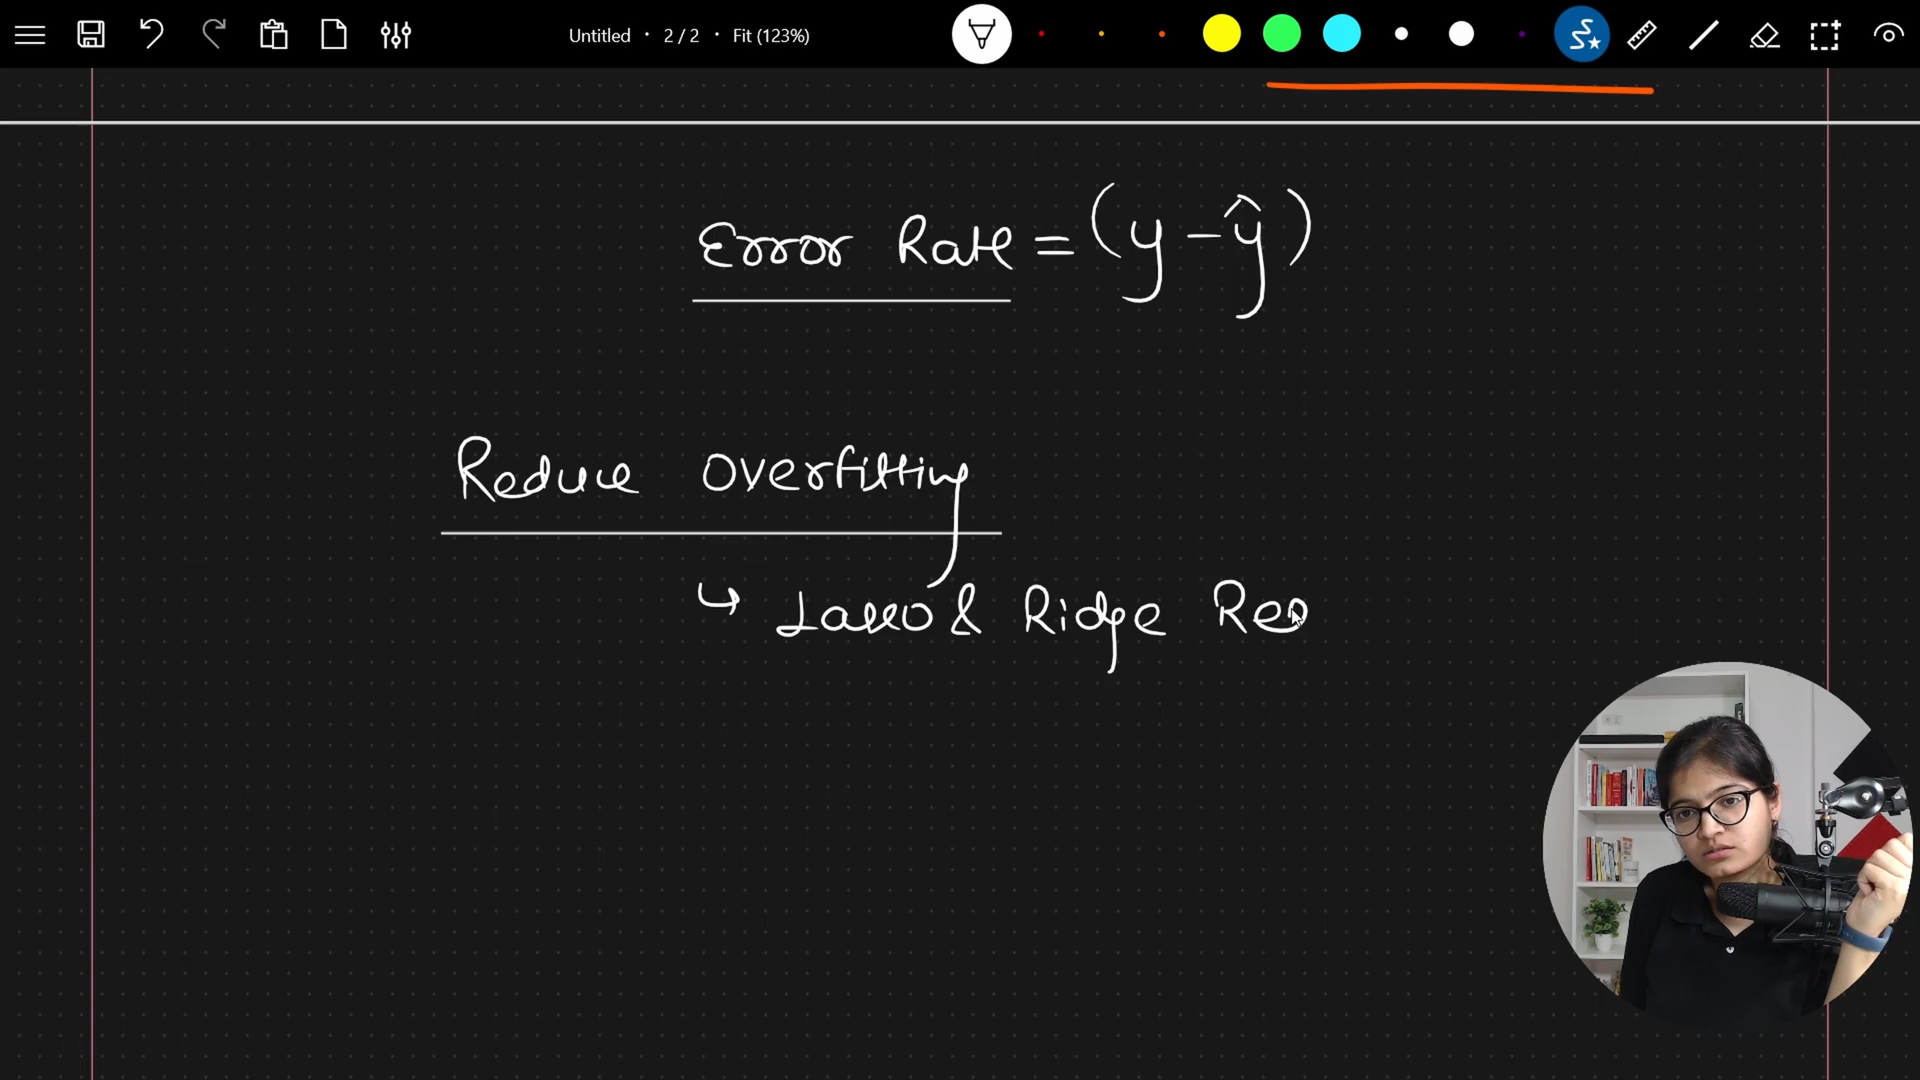 Untitled • 2 / 2 • Fit (123%)
Error Rate = (y - ŷ)
Reduce Overfitting
↳ Lasso & Ridge Reg